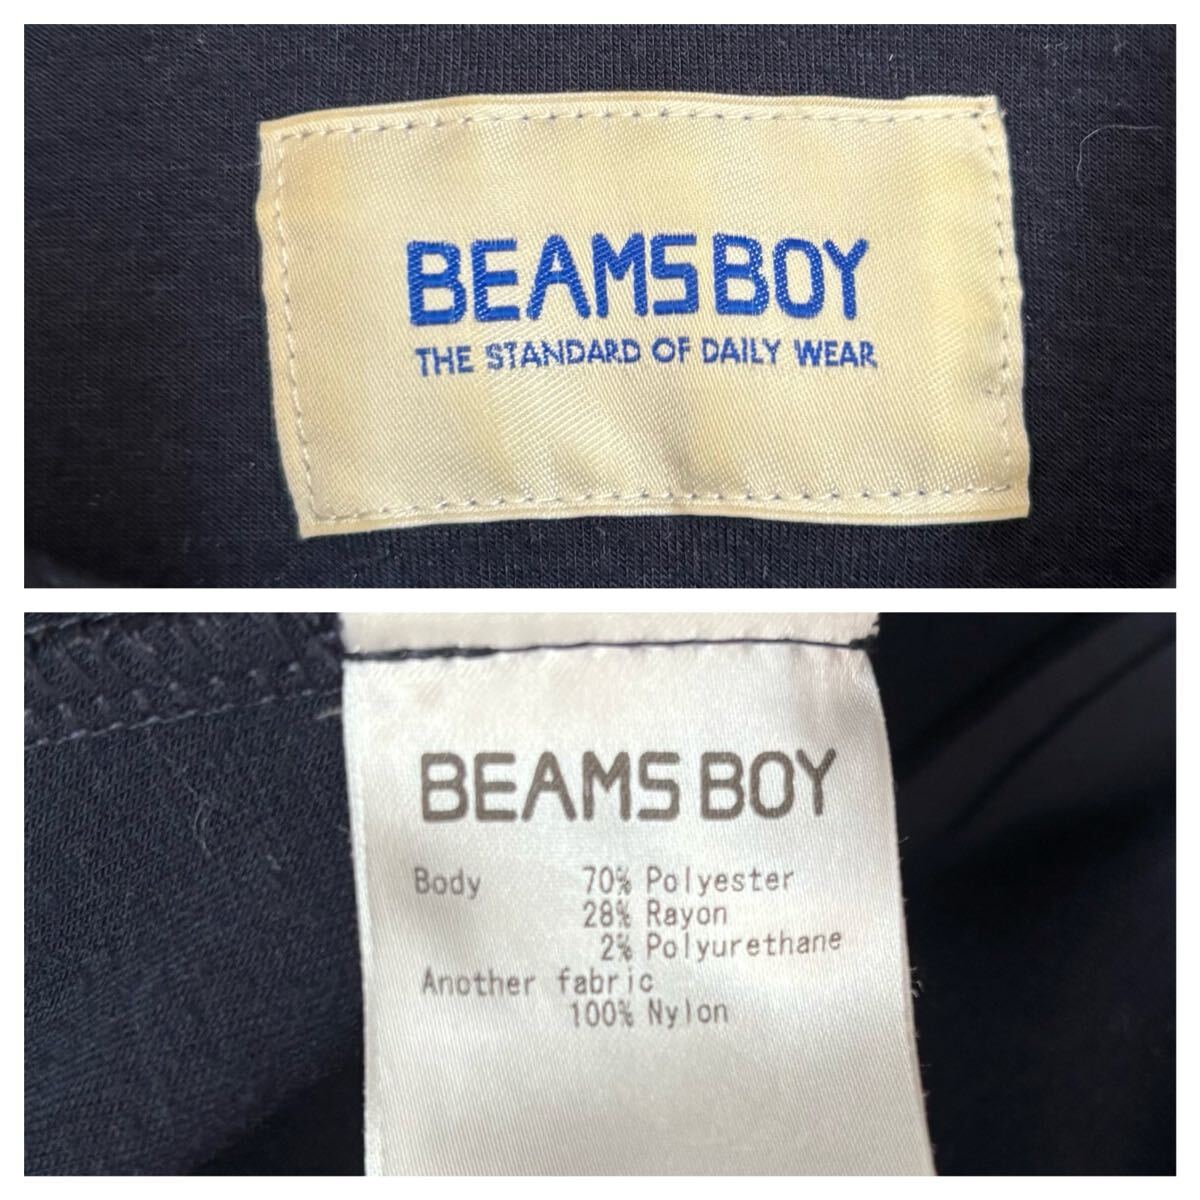 BEAMS BOY
THE STANDARD OF DAILY WEAR
BEAMS BOY
Body 70% Polyester
28% Rayon
2% Polyurethane
Another fabric
100% Nylon